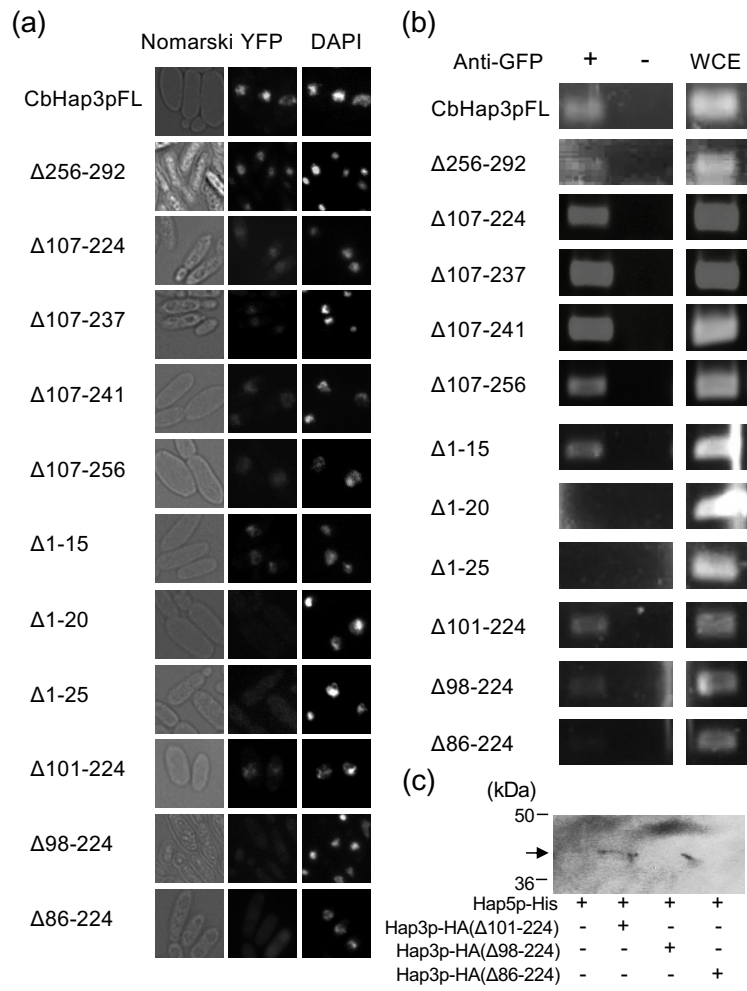 (a)
Nomarski YFP DAPI
CbHap3pFL
Δ256-292
Δ107-224
Δ107-237
Δ107-241
Δ107-256
Δ1-15
Δ1-20
Δ1-25
Δ101-224
Δ98-224
Δ86-224
(b)
Anti-GFP + - WCE
CbHap3pFL
Δ256-292
Δ107-224
Δ107-237
Δ107-241
Δ107-256
Δ1-15
Δ1-20
Δ1-25
Δ101-224
Δ98-224
Δ86-224
(c)
(kDa)
50
36
Hap5p-His + + + +
Hap3p-HA(Δ101-224) - + - -
Hap3p-HA(Δ98-224) - - + -
Hap3p-HA(Δ86-224) - - - +